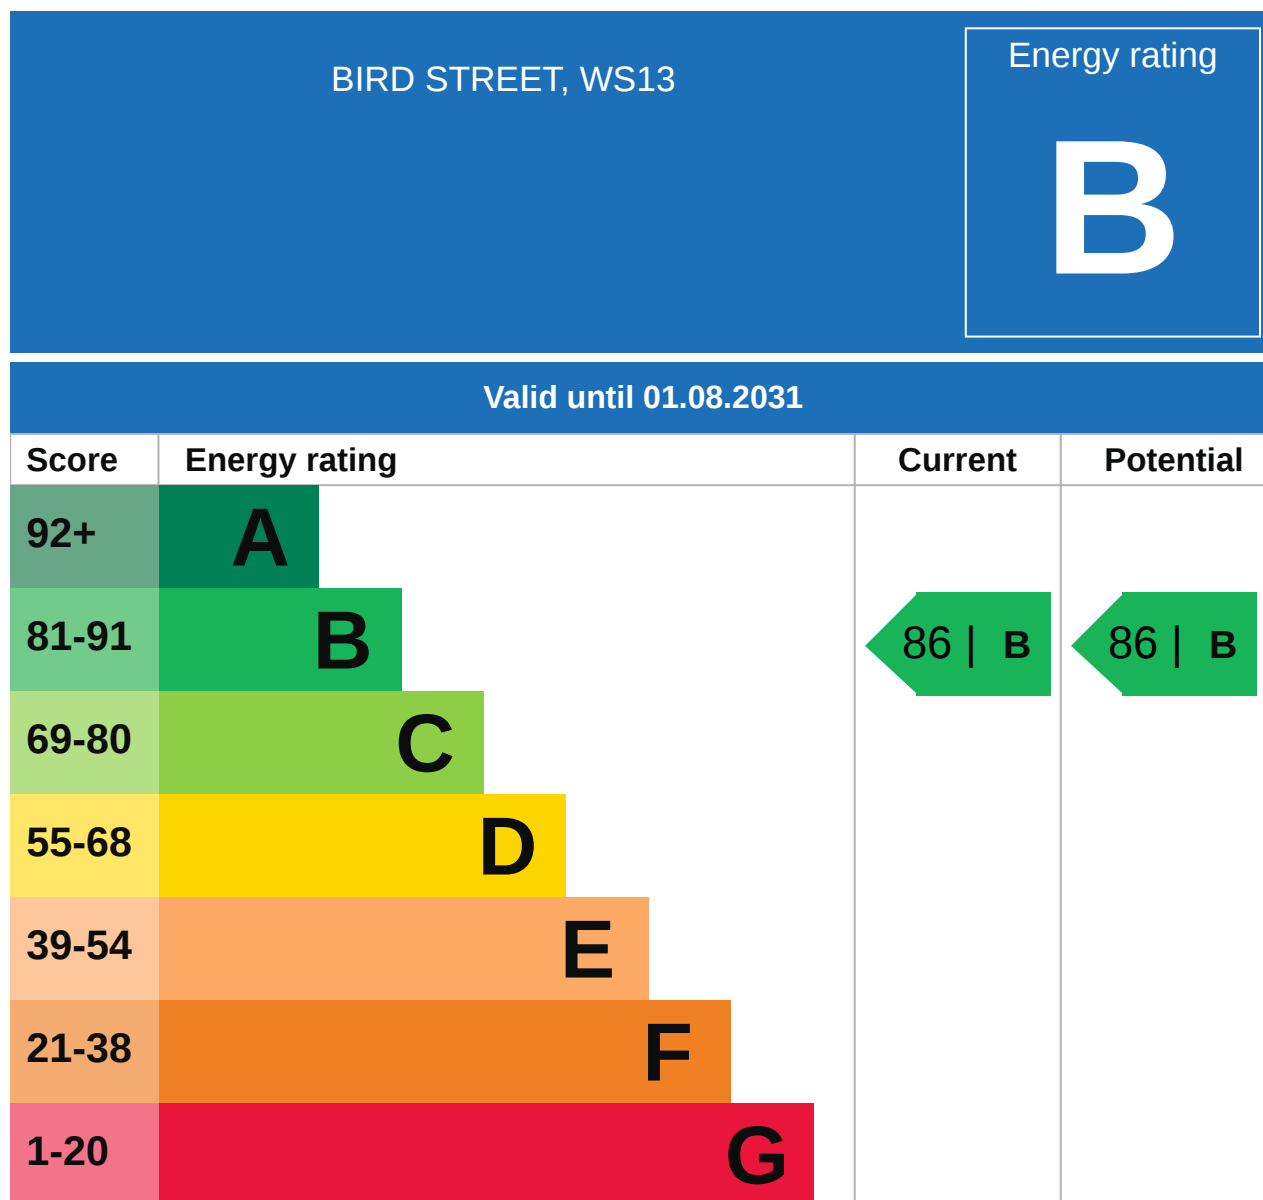 BIRD STREET, WS13
Energy rating
B
Valid until 01.08.2031
Score Energy rating Current Potential
92+ A
81-91 B 86 | B 86 | B
69-80 C
55-68 D
39-54 E
21-38 F
1-20 G